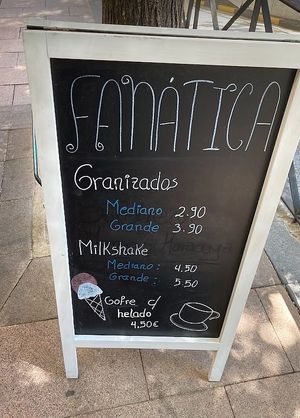 FANÁTICA
Granizados
Mediano 2.90
Grande 3.90
Milkshake
Mediano: 4.50
Grande: 5.50
Gofre c/
helado
4,50€